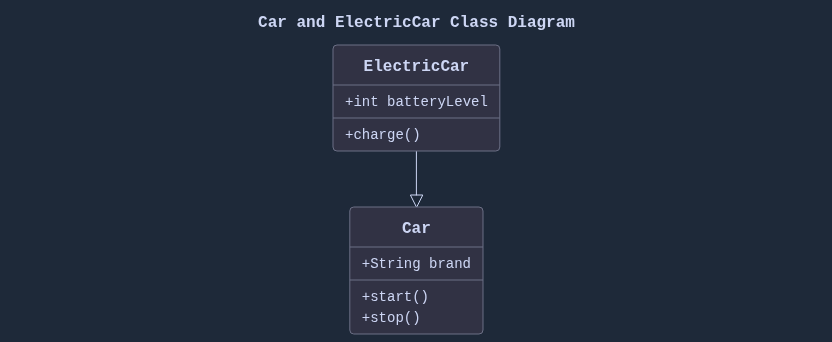 Car and ElectricCar Class Diagram
ElectricCar
+int batteryLevel
+charge()
Car
+String brand
+start()
+stop()